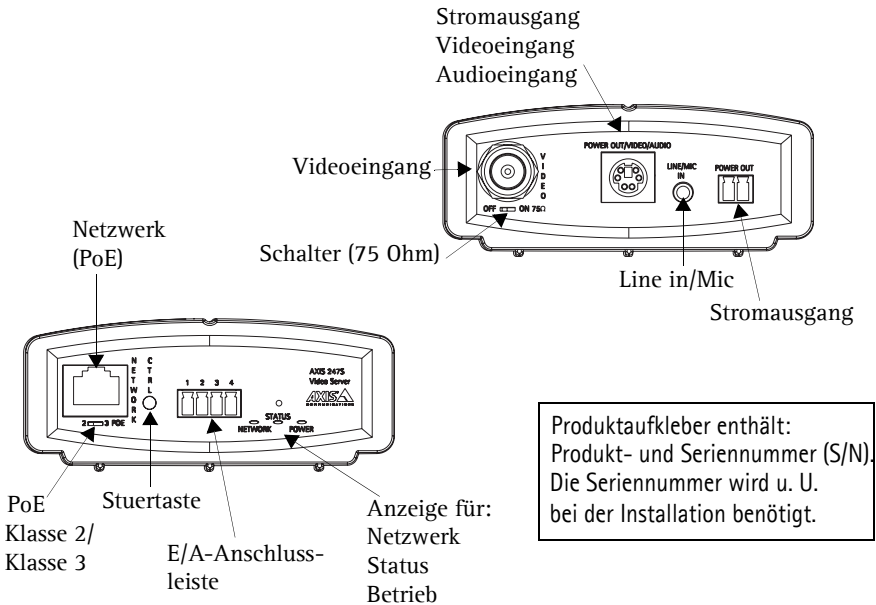 Stromausgang
Videoeingang
Audioeingang
POWER OUT/VIDEO/AUDIO
LINE/MIC
IN
POWER OUT
VIDEO
OFF ON 75Ω
Videoeingang
Schalter (75 Ohm)
Line in/Mic
Stromausgang
Netzwerk
(PoE)
NETWORK
CTRL
1 2 3 4
AXIS 247S
Video Server
AXIS
COMMUNICATIONS
2 3 POE
STATUS
NETWORK POWER
PoE
Klasse 2/
Klasse 3
Stuertaste
E/A-Anschluss-
leiste
Anzeige für:
Netzwerk
Status
Betrieb
Produktaufkleber enthält:
Produkt- und Seriennummer (S/N).
Die Seriennummer wird u. U.
bei der Installation benötigt.